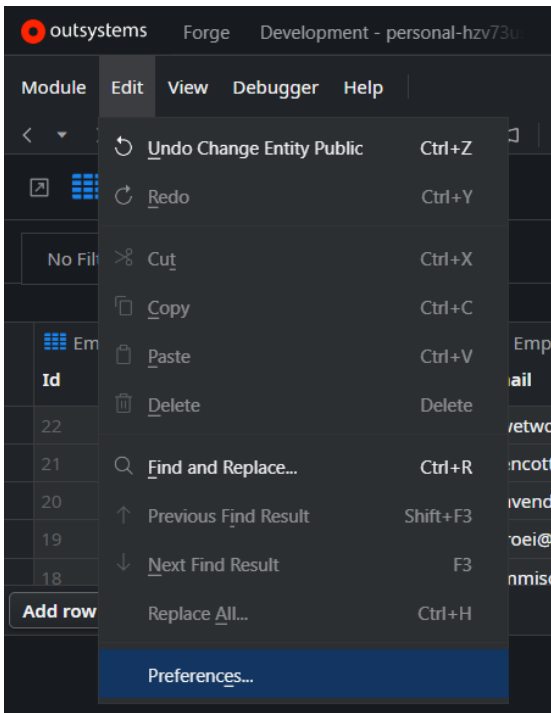 outsystems Forge Development - personal-hzv73u
Module Edit View Debugger Help
Undo Change Entity Public Ctrl+Z
Redo Ctrl+Y
No Fil Cut Ctrl+X
Copy Ctrl+C
Em Emp
Paste Ctrl+V
Id ail
Delete Delete
22
21 Find and Replace... Ctrl+R
20
Previous Find Result Shift+F3
19 roei@
Next Find Result F3
18
Add row Replace All... Ctrl+H
Preferences...